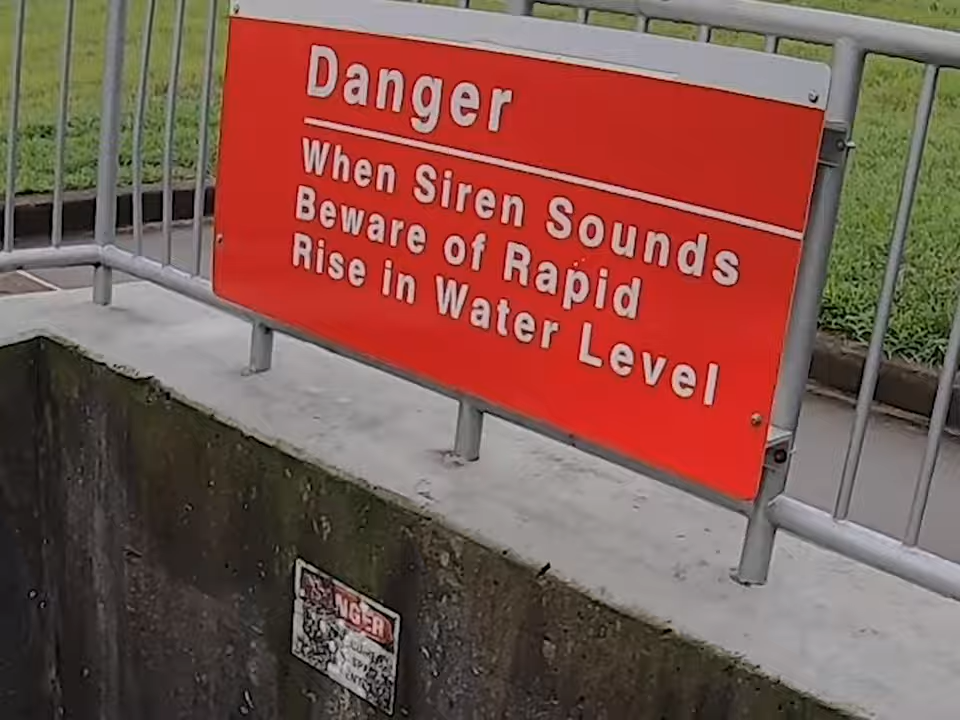 Danger
When Siren Sounds
Beware of Rapid
Rise in Water Level